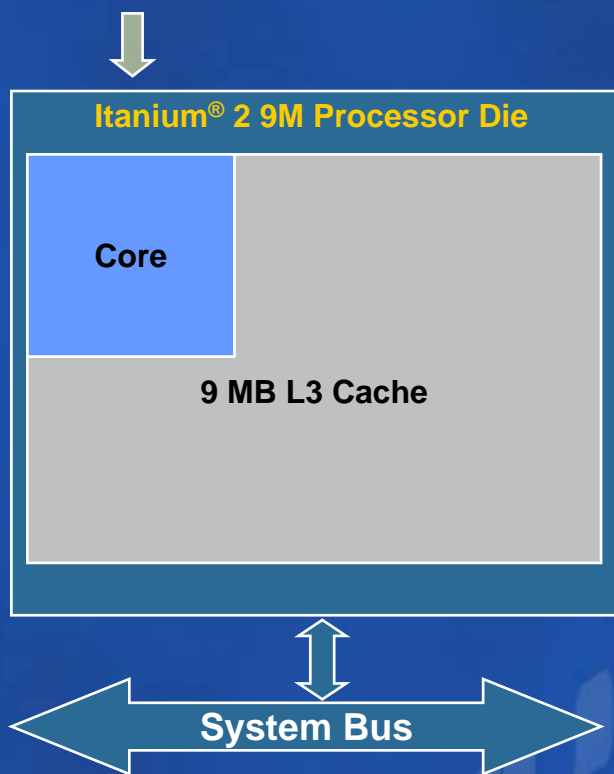 Itanium® 2 9M Processor Die
Core
9 MB L3 Cache
System Bus